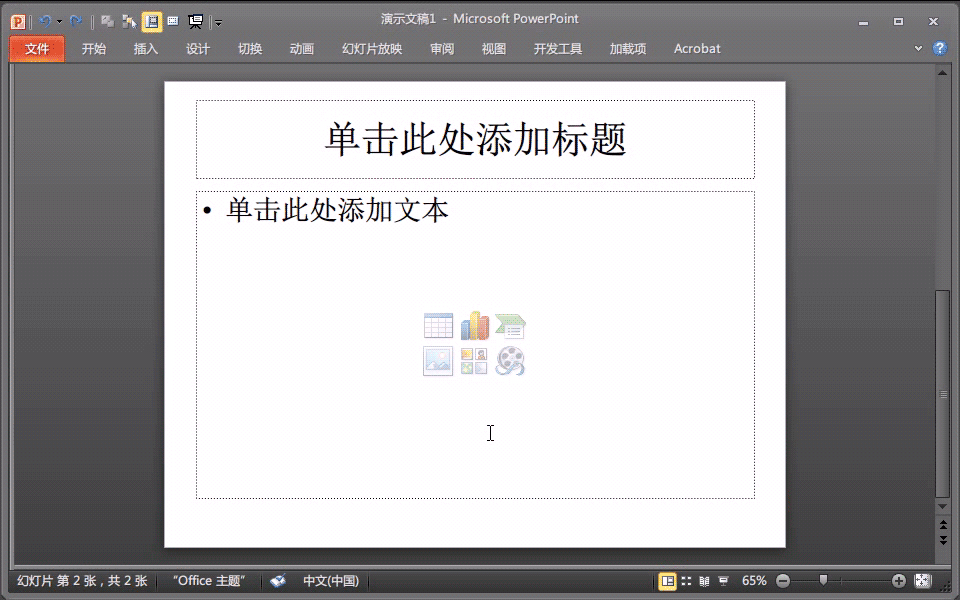 演示文稿1 - Microsoft PowerPoint
文件 开始 插入 设计 切换 动画 幻灯片放映 审阅 视图 开发工具 加载项 Acrobat
单击此处添加标题
• 单击此处添加文本
幻灯片 第 2 张，共 2 张 "Office 主题" 中文(中国) 65%